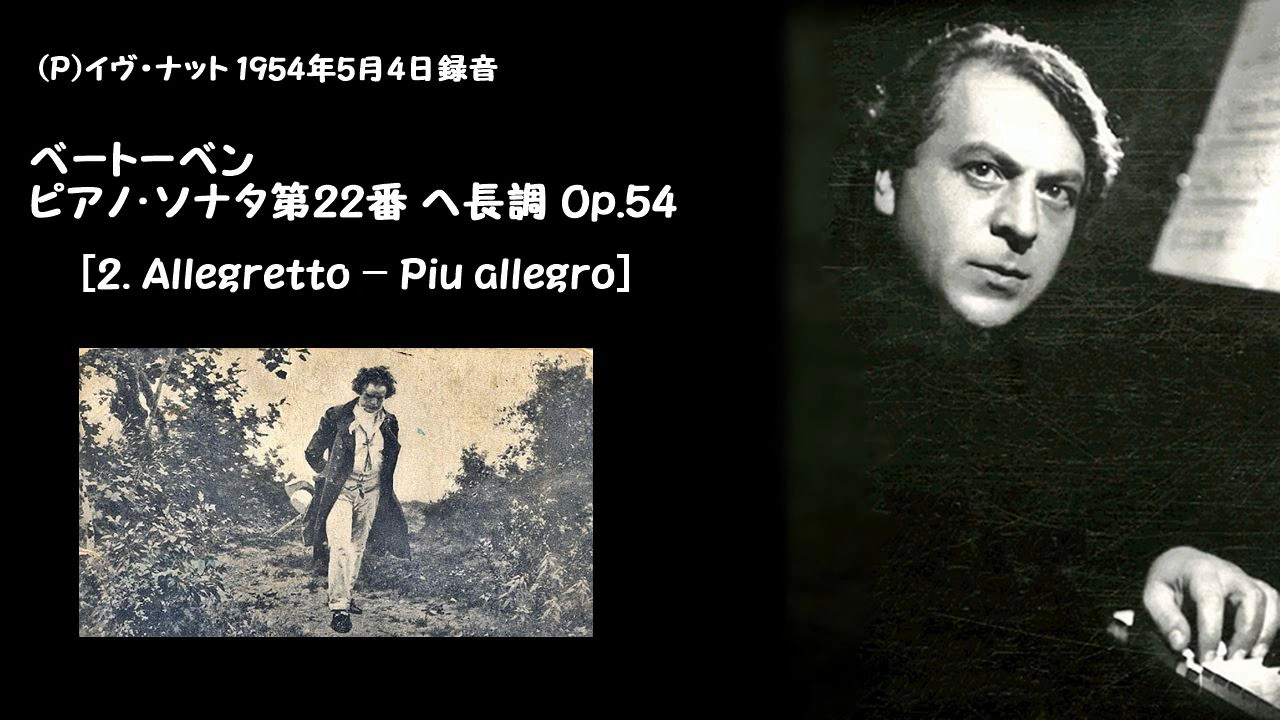 (P)イヴ・ナット 1954年5月4日録音
ベートーベン
ピアノ・ソナタ第22番 ヘ長調 Op.54
[2. Allegretto – Piu allegro]